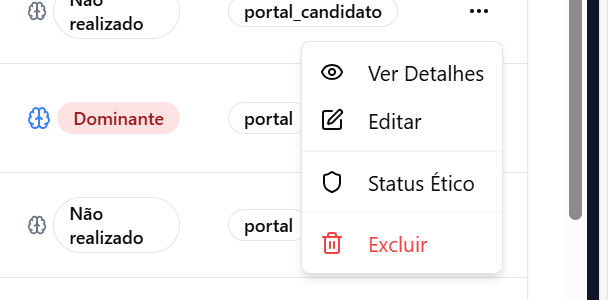 Não
realizado
portal_candidato
Ver Detalhes
Dominante
portal
Editar
Status Ético
Não
realizado
portal
Excluir